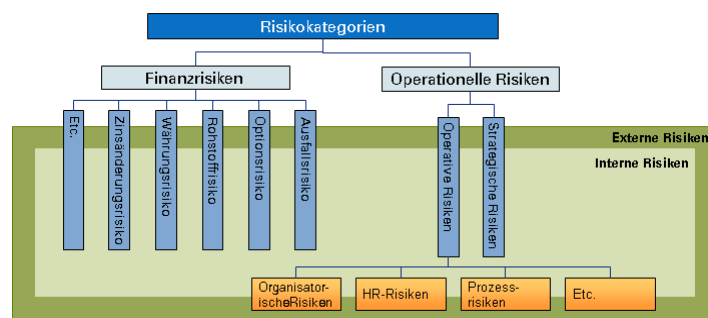 Risikokategorien
Finanzrisiken
Operationelle Risiken
Etc.
Zinsänderungsrisiko
Währungsrisiko
Rohstoffrisiko
Optionsrisiko
Ausfallsrisiko
Operative Risiken
Strategische Risiken
Externe Risiken
Interne Risiken
Organisator-
ischeRisiken
HR-Risiken
Prozess-
risiken
Etc.